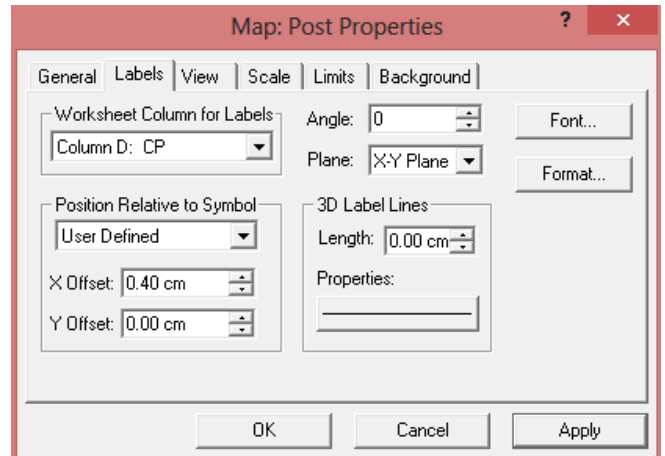 Map: Post Properties ? ×
General Labels View Scale Limits Background
Worksheet Column for Labels
Column D: CP
Angle: 0
Plane: X-Y Plane
Font...
Format...
Position Relative to Symbol
User Defined
X Offset: 0.40 cm
Y Offset: 0.00 cm
3D Label Lines
Length: 0.00 cm
Properties:
OK Cancel Apply